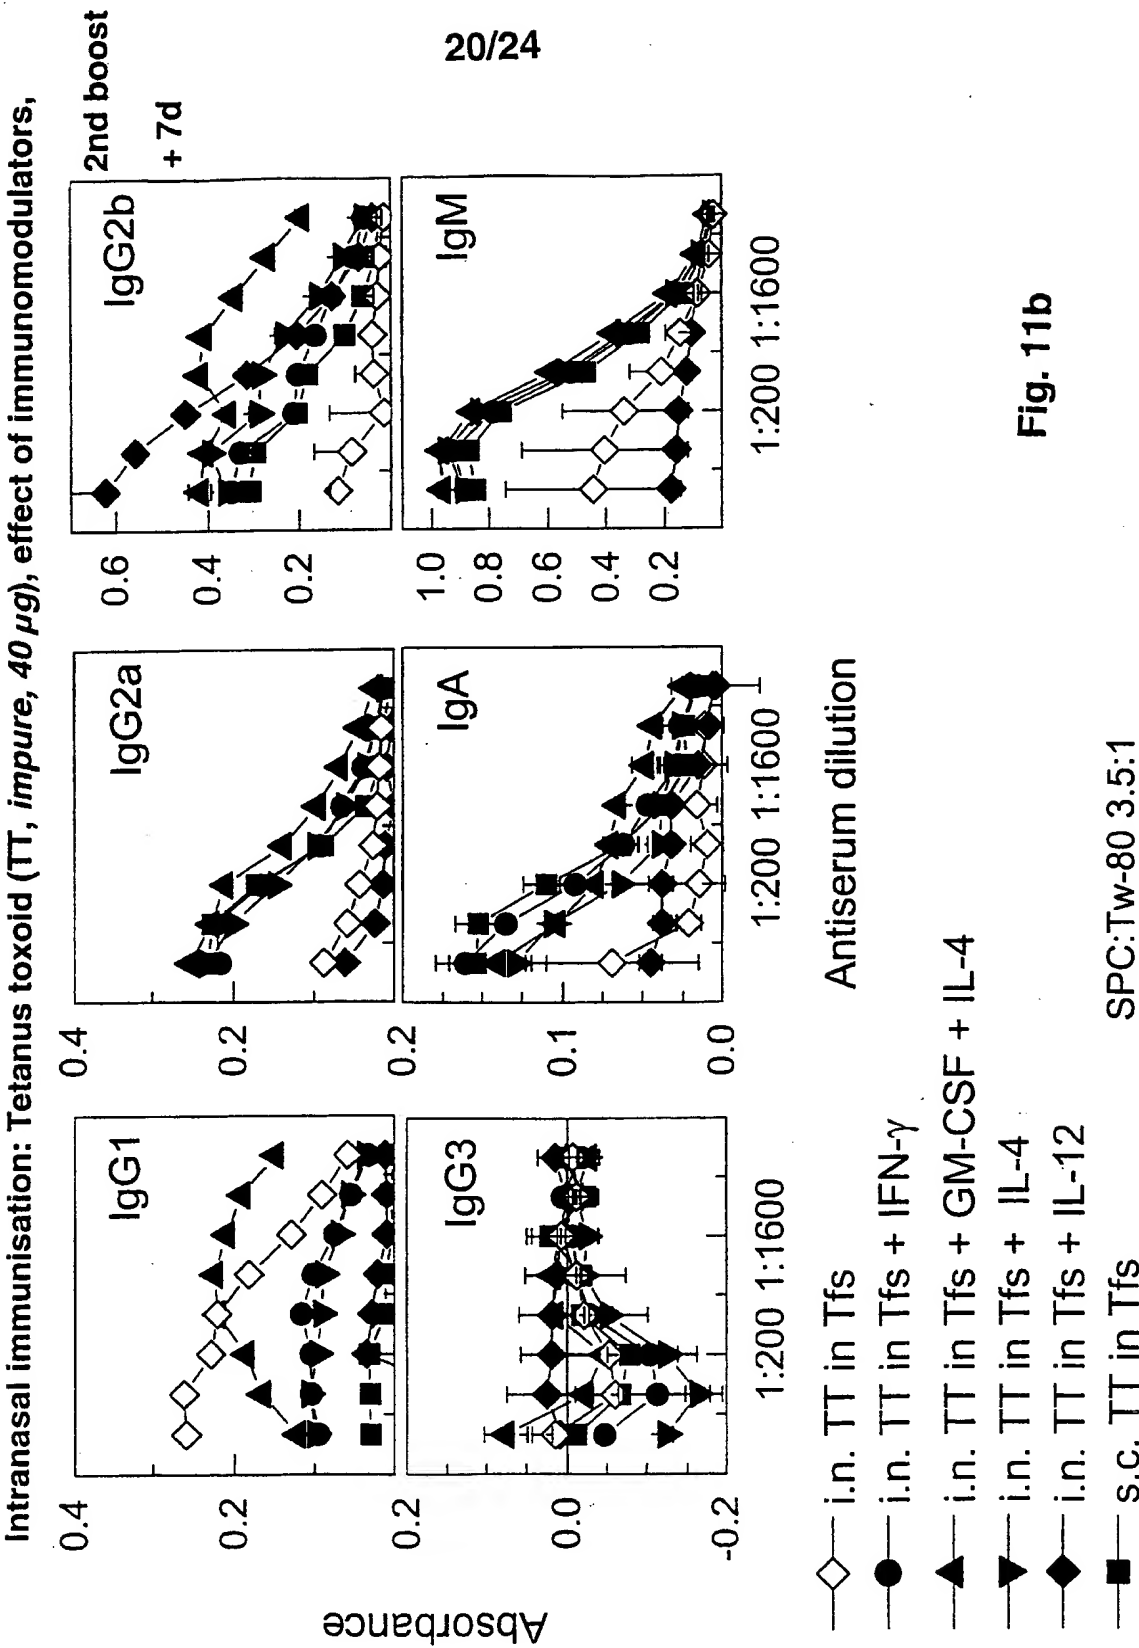 20/24
Intranasal immunisation: Tetanus toxoid (TT, impure, 40 µg), effect of immunomodulators,
2nd boost
+ 7d
IgG1
IgG2a
IgG2b
0.4
0.2
0.4
0.2
0.6
0.4
0.2
IgG3
IgA
IgM
0.2
0.0
-0.2
0.2
0.1
0.0
1.0
0.8
0.6
0.4
0.2
1:200 1:1600
1:200 1:1600
1:200 1:1600
Absorbance
Antiserum dilution
i.n. TT in Tfs
i.n. TT in Tfs + IFN-γ
i.n. TT in Tfs + GM-CSF + IL-4
i.n. TT in Tfs + IL-4
i.n. TT in Tfs + IL-12
s.c. TT in Tfs
SPC:Tw-80 3.5:1
Fig. 11b